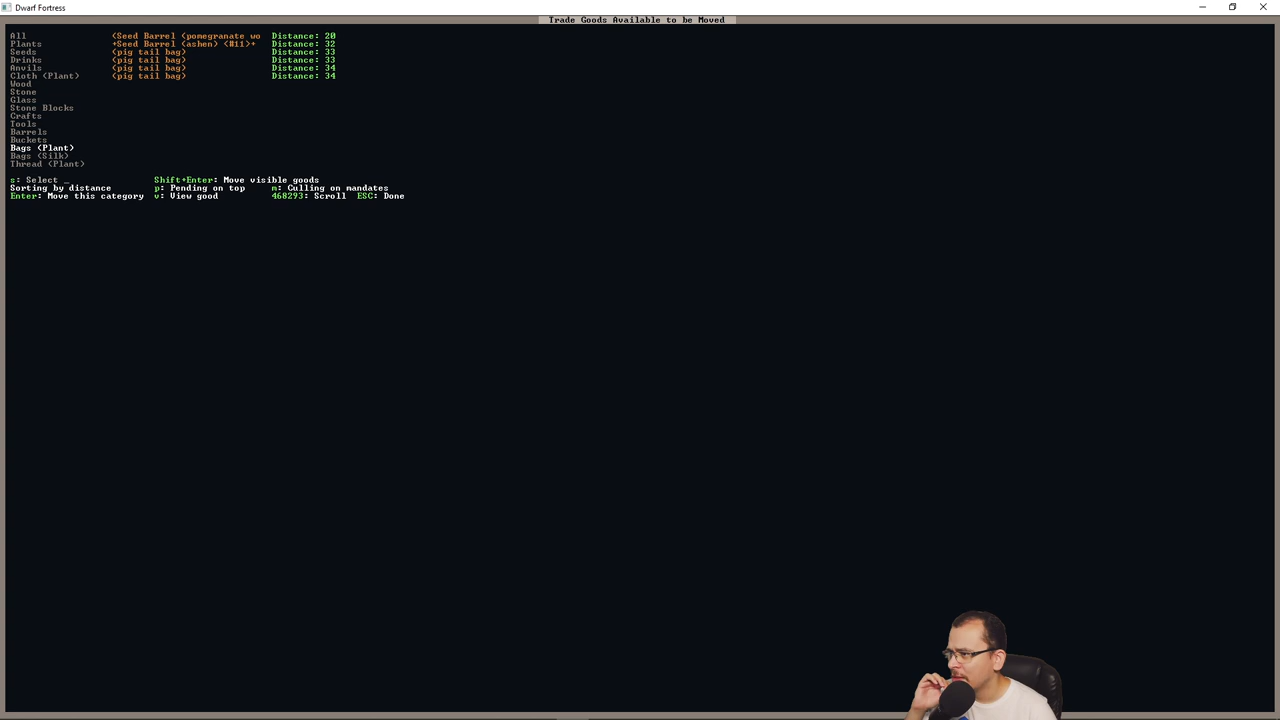 Dwarf Fortress
Trade Goods Available to be Moved
All (Seed Barrel (pomegranate wo Distance: 20
Plants +Seed Barrel (ashen) <#11>+ Distance: 32
Seeds (pig tail bag) Distance: 33
Drinks (pig tail bag) Distance: 33
Anvils (pig tail bag) Distance: 34
Cloth (Plant) (pig tail bag) Distance: 34
Wood
Stone
Glass
Stone Blocks
Crafts
Tools
Barrels
Buckets
Bags (Plant)
Bags (Silk)
Thread (Plant)
s: Select _ Shift+Enter: Move visible goods
Sorting by distance p: Pending on top m: Culling on mandates
Enter: Move this category v: View good 468293: Scroll ESC: Done